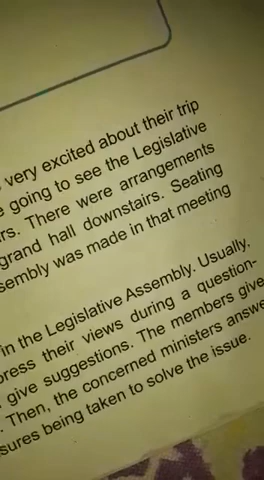 very excited about their trip
going to see the Legislative
There were arrangements
grand hall downstairs. Seating
sembly was made in that meeting
in the Legislative Assembly. Usually,
press their views during a question-
give suggestions. The members give
Then, the concerned ministers answe
sures being taken to solve the issue.